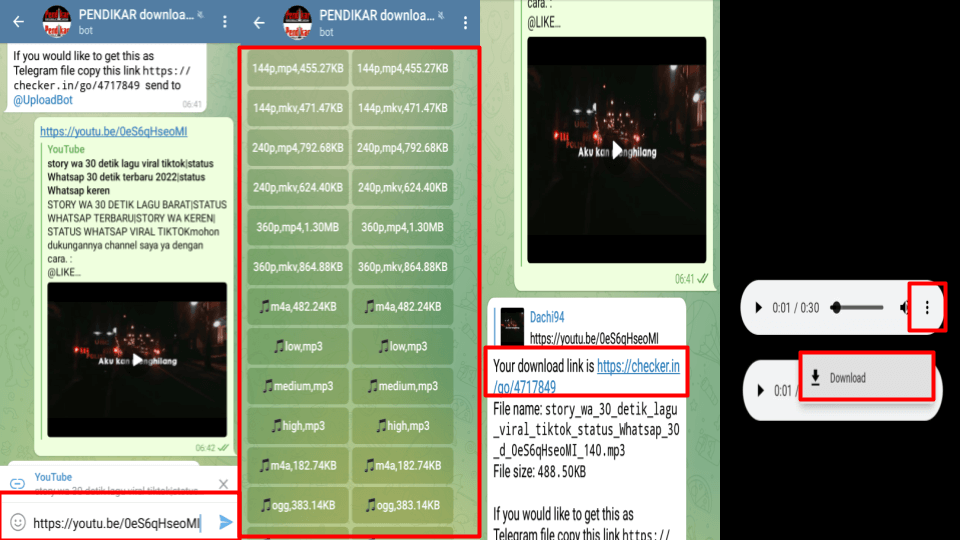 PENDIKAR downloa...
bot
If you would like to get this as
Telegram file copy this link https://
checker.in/go/4717849 send to
@UploadBot
06:41
https://youtu.be/0eS6qHseoMI
YouTube
story wa 30 detik lagu viral tiktok|status
Whatsap 30 detik terbaru 2022|status
Whatsap keren
STORY WA 30 DETIK LAGU BARAT|STATUS
WHATSAP TERBARU|STORY WA KEREN|
STATUS WHATSAP VIRAL TIKTOKmohon
dukungannya channel saya ya dengan
cara. :
@LIKE...
Aku kan menghilang
06:42
YouTube
story wa 30 detik lagu viral tiktok|status
https://youtu.be/0eS6qHseoMI
PENDIKAR downloa...
bot
144p,mp4,455.27KB 144p,mp4,455.27KB
144p,mkv,471.47KB 144p,mkv,471.47KB
240p,mp4,792.68KB 240p,mp4,792.68KB
240p,mkv,624.40KB 240p,mkv,624.40KB
360p,mp4,1.30MB 360p,mp4,1.30MB
360p,mkv,864.88KB 360p,mkv,864.88KB
🎵m4a,482.24KB 🎵m4a,482.24KB
🎵low,mp3 🎵low,mp3
🎵medium,mp3 🎵medium,mp3
🎵high,mp3 🎵high,mp3
🎵m4a,182.74KB 🎵m4a,182.74KB
🎵ogg,383.14KB 🎵ogg,383.14KB
cara. :
@LIKE...
Aku kan menghilang
06:41
Dachi94
https://youtu.be/0eS6qHseoMI
Your download link is https://checker.in
/go/4717849
File name: story_wa_30_detik_lagu
_viral_tiktok_status_Whatsap_30
_d_0eS6qHseoMI_140.mp3
File size: 488.50KB
If you would like to get this as
Telegram file copy this link https://
0:01 / 0:30
0:01 /
Download